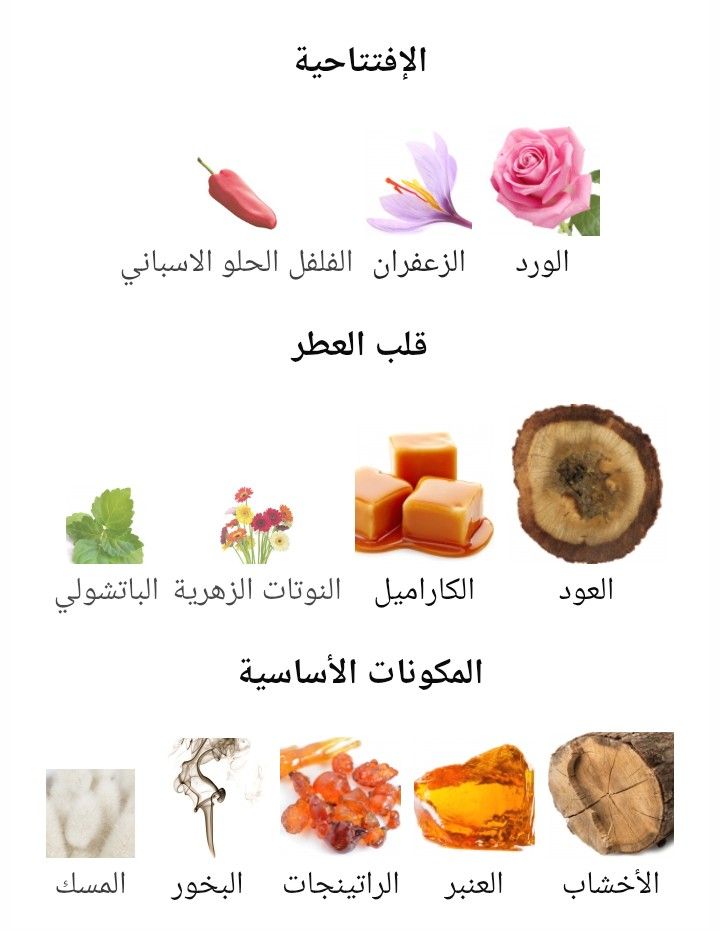 الإفتتاحية
الورد الزعفران الفلفل الحلو الاسباني
قلب العطر
العود الكاراميل النوتات الزهرية الباتشولي
المكونات الأساسية
الأخشاب العنبر الراتينجات البخور المسك